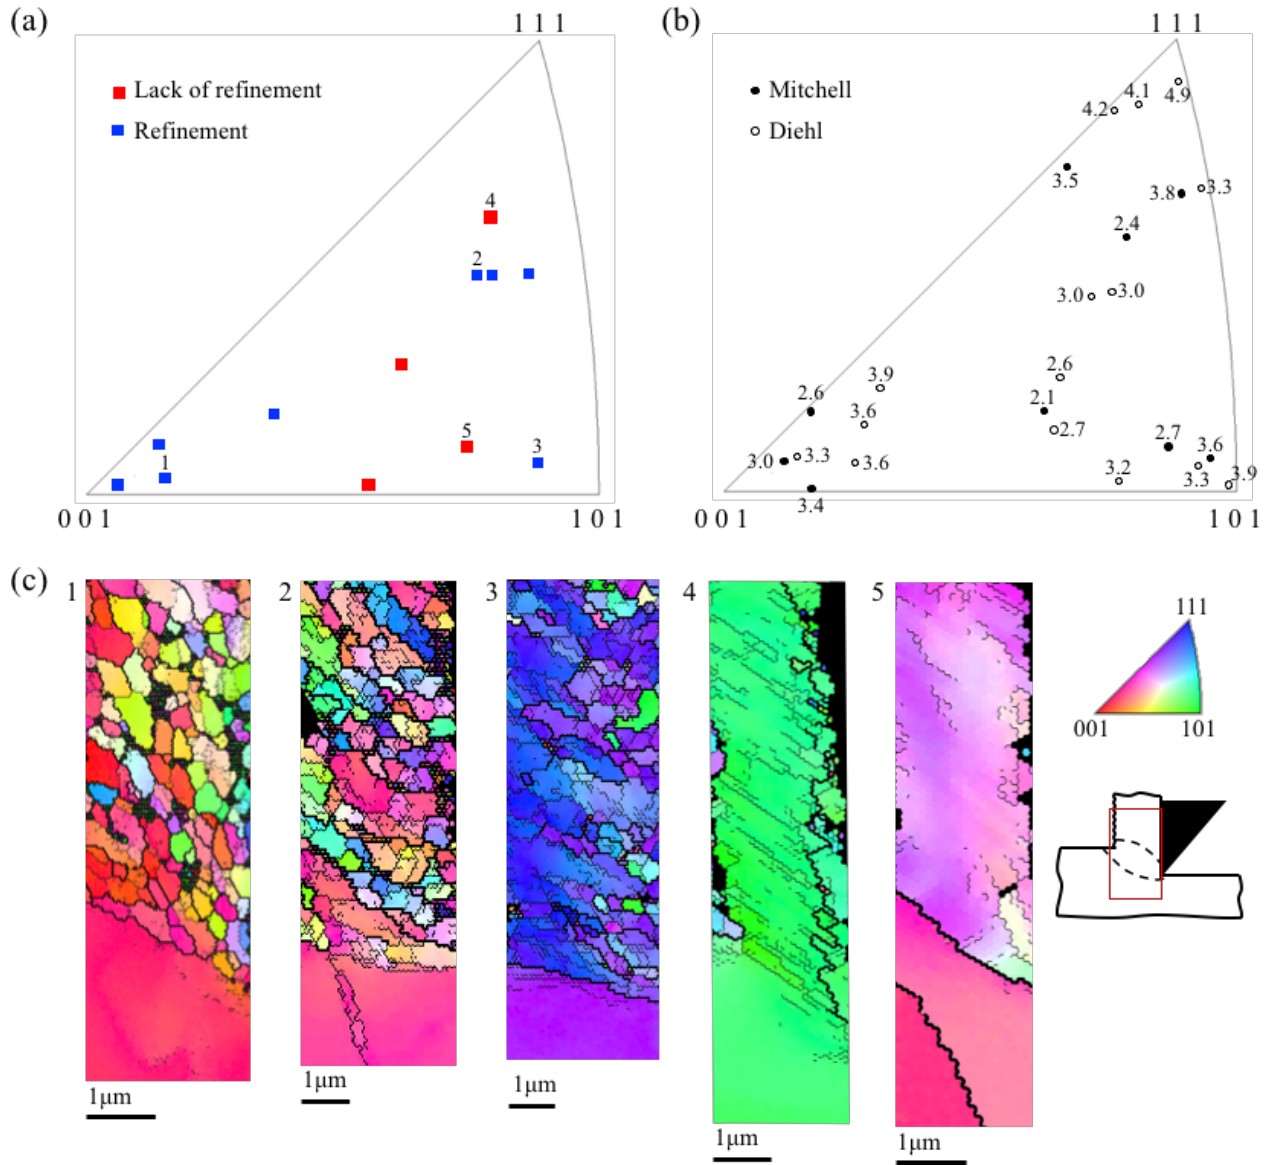 (a)
1 1 1
Lack of refinement
Refinement
4
2
5
3
1
0 0 1
1 0 1
(b)
1 1 1
Mitchell
Diehl
4.2
4.1
4.9
3.5
3.8
3.3
2.4
3.0
3.0
2.6
3.9
2.6
3.6
2.1
2.7
2.7
3.6
3.0
3.3
3.6
3.2
3.3
3.9
3.4
0 0 1
1 0 1
(c)
1
2
3
4
5
1µm
1µm
1µm
1µm
1µm
111
001
101